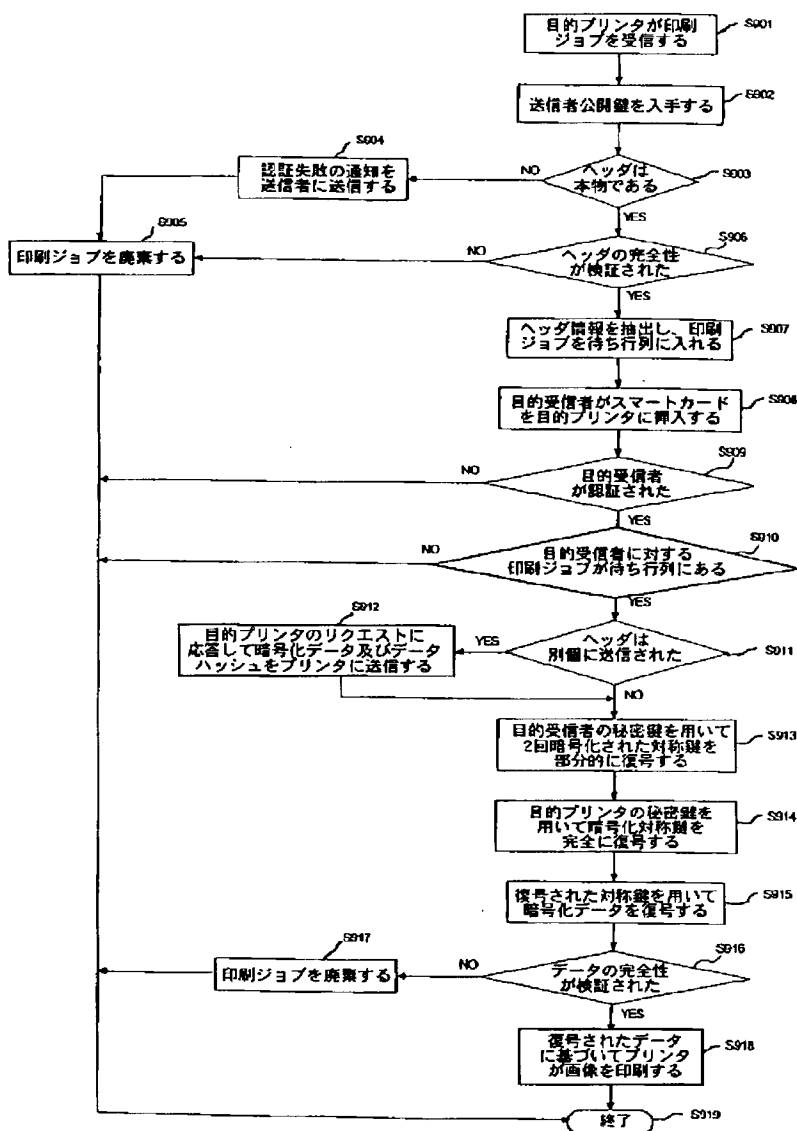 目的プリンタが印刷
ジョブを受信する
S901
送信者公開鍵を入手する
S902
S904
認証失敗の通知を
送信者に送信する
NO
ヘッダは
本物である
S903
YES
S905
印刷ジョブを廃棄する
NO
ヘッダの完全性
が検証された
S906
YES
ヘッダ情報を抽出し、印刷
ジョブを待ち行列に入れる
S907
目的受信者がスマートカード
を目的プリンタに挿入する
S908
NO
目的受信者
が認証された
S909
YES
NO
目的受信者に対する
印刷ジョブが待ち行列にある
S910
YES
S912
目的プリンタのリクエストに
応答して暗号化データ及びデータ
ハッシュをプリンタに送信する
YES
ヘッダは
別個に送信された
S911
NO
目的受信者の秘密鍵を用いて
2回暗号化された対称鍵を
部分的に復号する
S913
目的プリンタの秘密鍵を
用いて暗号化対称鍵を
完全に復号する
S914
復号された対称鍵を用いて
暗号化データを復号する
S915
S917
印刷ジョブを廃棄する
NO
データの完全性
が検証された
S916
YES
復号されたデータ
に基づいてプリンタ
が画像を印刷する
S918
終了
S919